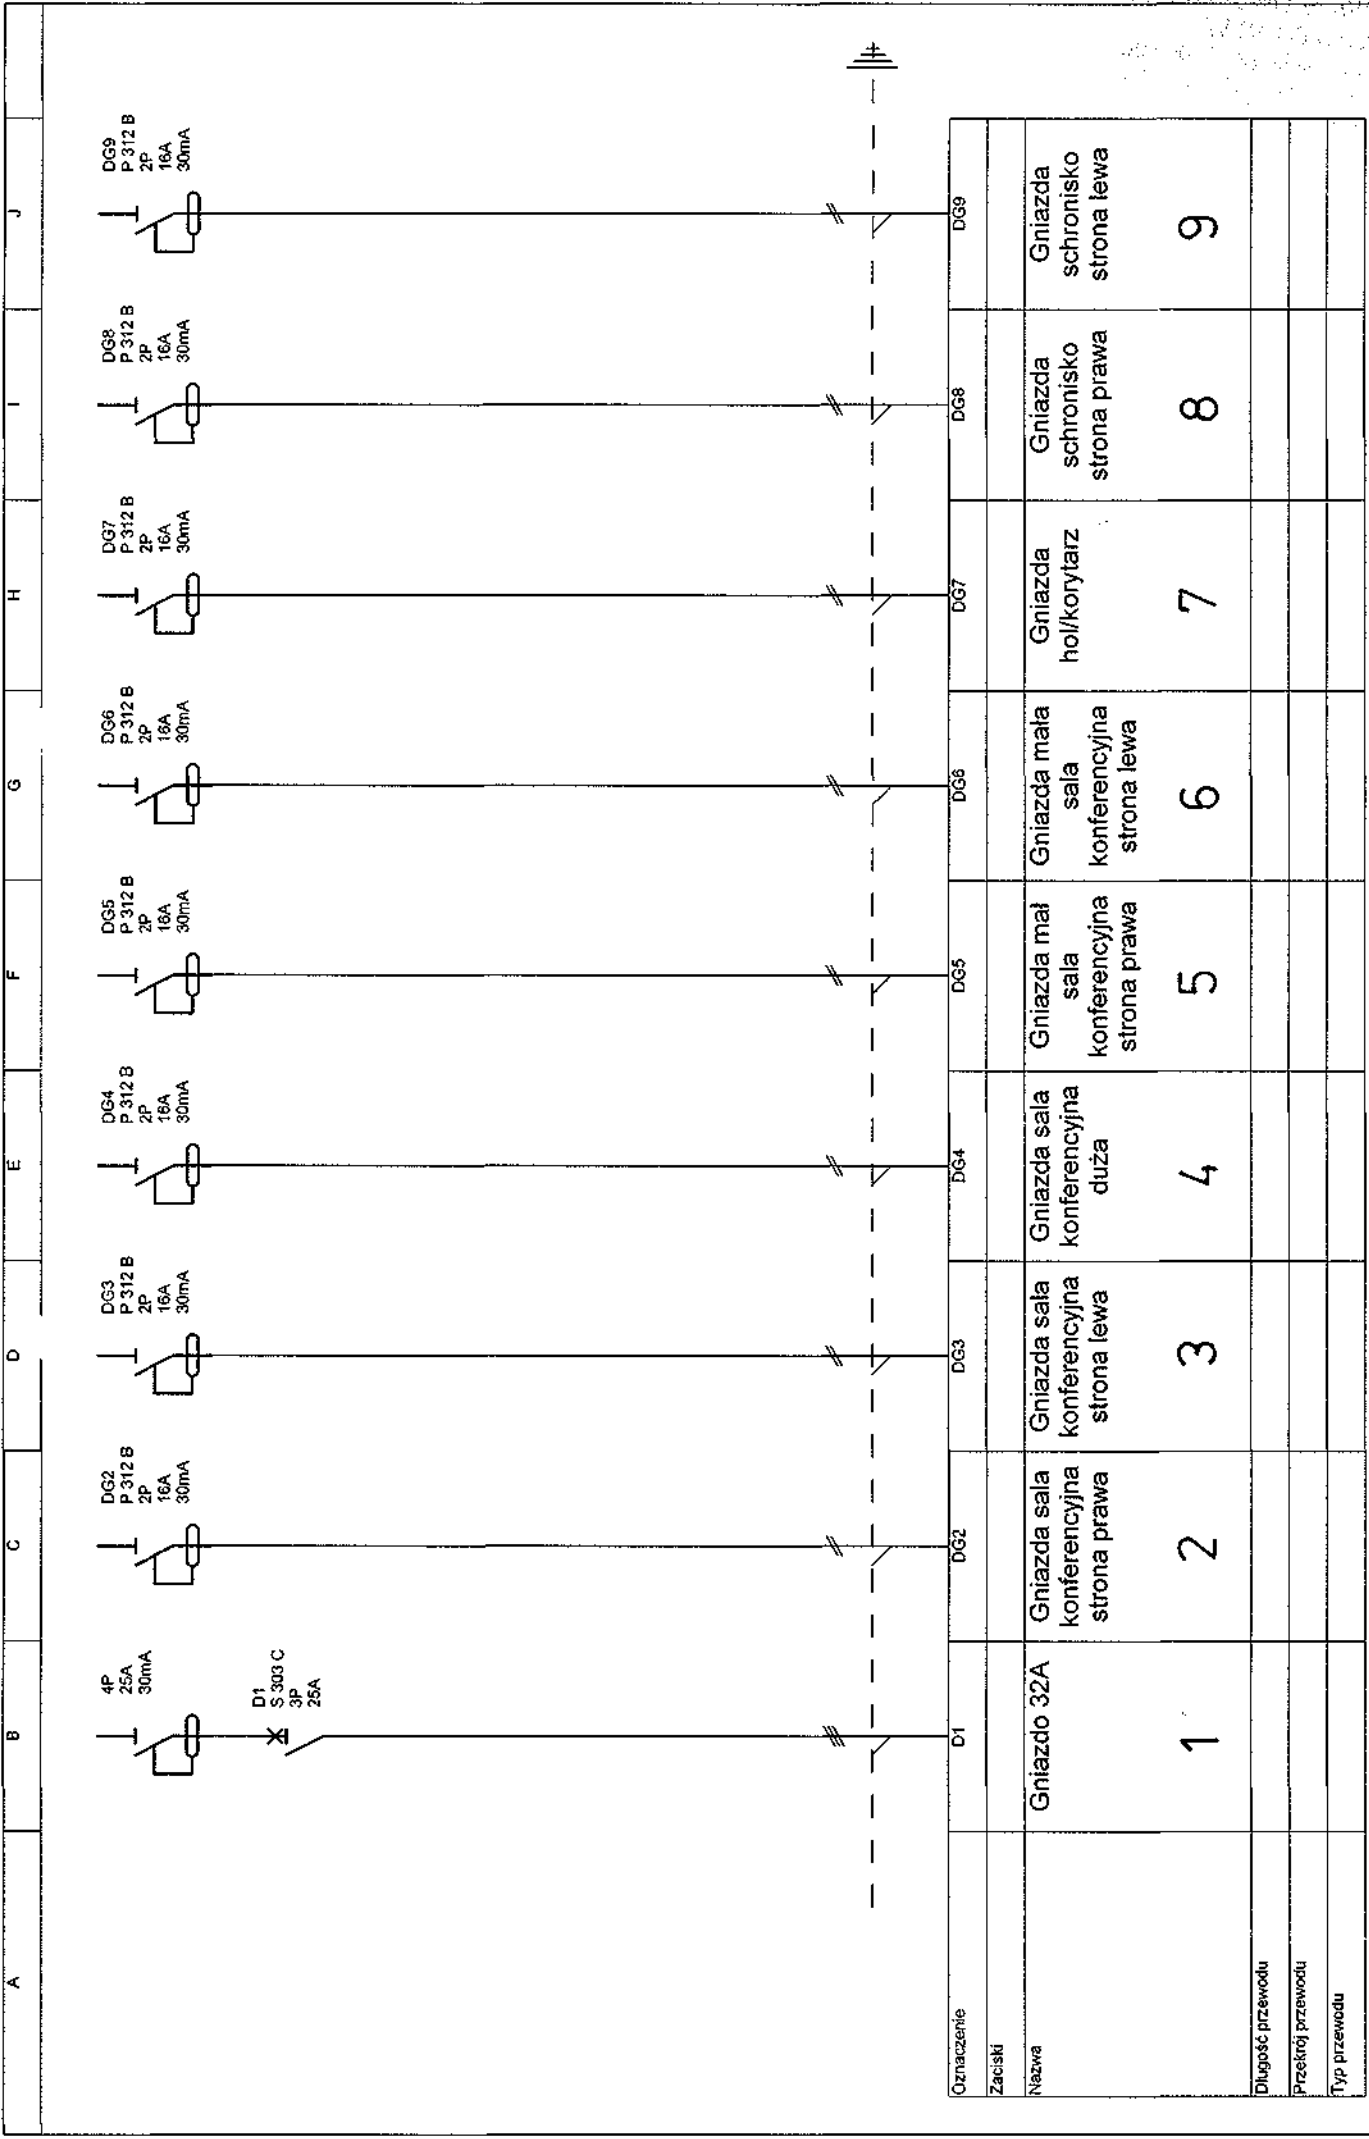 A
B
C
D
E
F
G
H
I
J
4P
25A
30mA
D1
S 303 C
3P
25A
DG2
P 312 B
2P
16A
30mA
DG3
P 312 B
2P
16A
30mA
DG4
P 312 B
2P
16A
30mA
DG5
P 312 B
2P
16A
30mA
DG6
P 312 B
2P
16A
30mA
DG7
P 312 B
2P
16A
30mA
DG8
P 312 B
2P
16A
30mA
DG9
P 312 B
2P
16A
30mA
Oznaczenie
D1
DG2
DG3
DG4
DG5
DG6
DG7
DG8
DG9
Zaciski
Nazwa
Gniazdo 32A
1
Gniazda sala
konferencyjna
strona prawa
2
Gniazda sala
konferencyjna
strona lewa
3
Gniazda sala
konferencyjna
duża
4
Gniazda mał
sala
konferencyjna
strona prawa
5
Gniazda mała
sala
konferencyjna
strona lewa
6
Gniazda
hol/korytarz
7
Gniazda
schronisko
strona prawa
8
Gniazda
schronisko
strona lewa
9
Długość przewodu
Przekrój przewodu
Typ przewodu